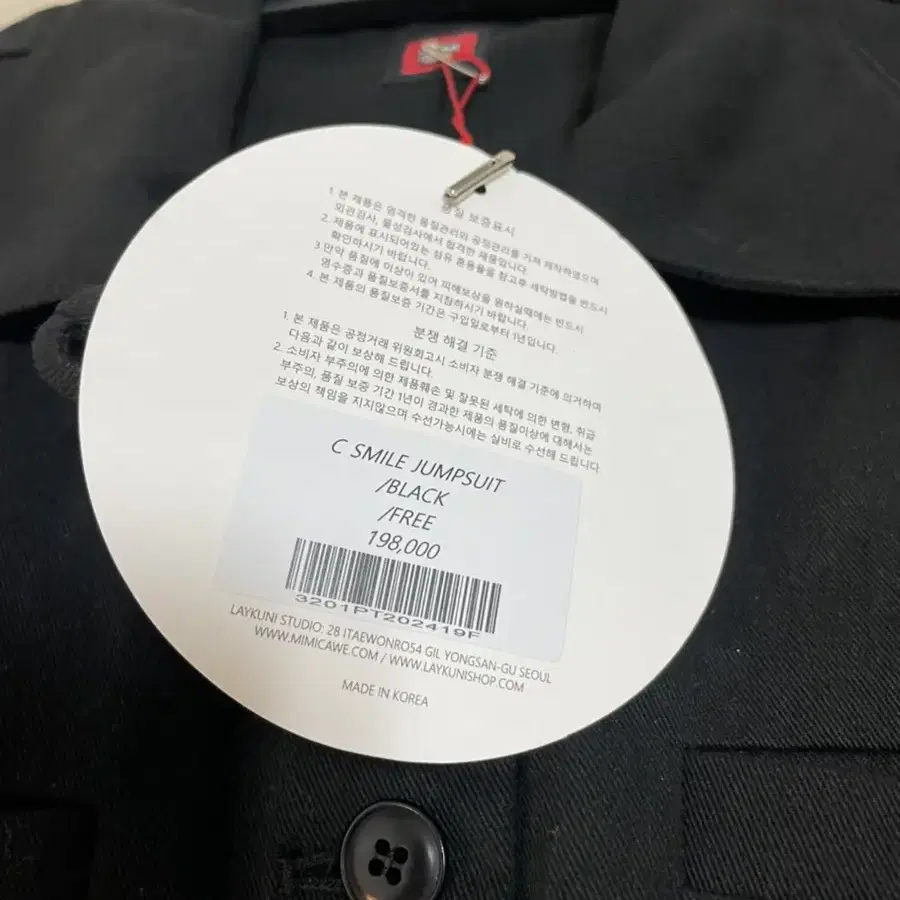 품질 보증표시
1. 본 제품은 엄격한 품질관리와 공정관리를 거쳐 제작하였으며
외관검사, 물성검사에서 합격한 제품입니다.
2. 제품에 표시되어있는 섬유 혼용율을 참고후 세탁방법을 반드시
확인하시기 바랍니다.
3.만약 품질에 이상이 있어 피해보상을 원하실때에는 반드시
영수증과 품질보증서를 지참하시기 바랍니다.
4. 본 제품의 품질보증 기간은 구입일로부터 1년입니다.
분쟁 해결 기준
1. 본 제품은 공정거래 위원회고시 소비자 분쟁 해결 기준에 의거하여
다음과 같이 보상해 드립니다.
2. 소비자 부주의에 의한 제품훼손 및 잘못된 세탁에 의한 변형, 취급
부주의, 품질 보증 기간 1년이 경과한 제품의 품질이상에 대해서는
보상의 책임을 지지않으며 수선가능시에는 실비로 수선해 드립니다
C SMILE JUMPSUIT
/BLACK
/FREE
198,000
3201PT202419F
LAYKUNI STUDIO: 28 ITAEWONRO54 GIL YONGSAN-GU SEOUL
WWW.MIMICAWE.COM / WWW.LAYKUNISHOP.COM
MADE IN KOREA